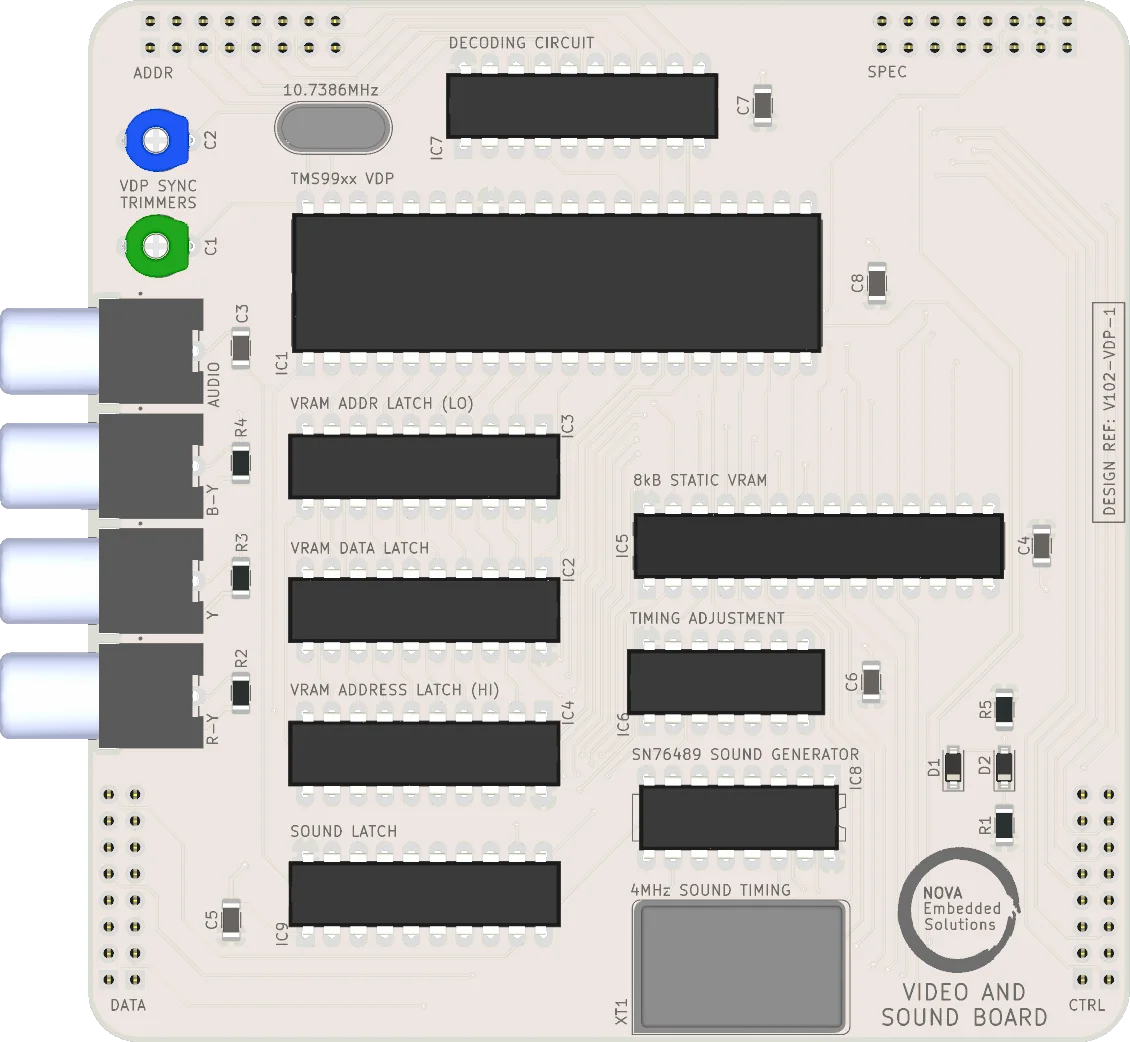 DECODING CIRCUIT
ADDR
SPEC
10.7386MHz
C7
C2
IC7
TMS99xx VDP
VDP SYNC
TRIMMERS
C1
C8
C3
IC1
DESIGN REF: V102-VDP-1
AUDIO
VRAM ADDR LATCH (LO)
IC3
R4
B-Y
8kB STATIC VRAM
IC5
C4
R3
VRAM DATA LATCH
IC2
Y
TIMING ADJUSTMENT
R2
VRAM ADDRESS LATCH (HI)
IC4
C6
IC6
R5
R-Y
SN76489 SOUND GENERATOR
IC8
D1
D2
SOUND LATCH
R1
4MHz SOUND TIMING
NOVA
Embedded
Solutions
C5
IC9
XT1
DATA
VIDEO AND
SOUND BOARD
CTRL